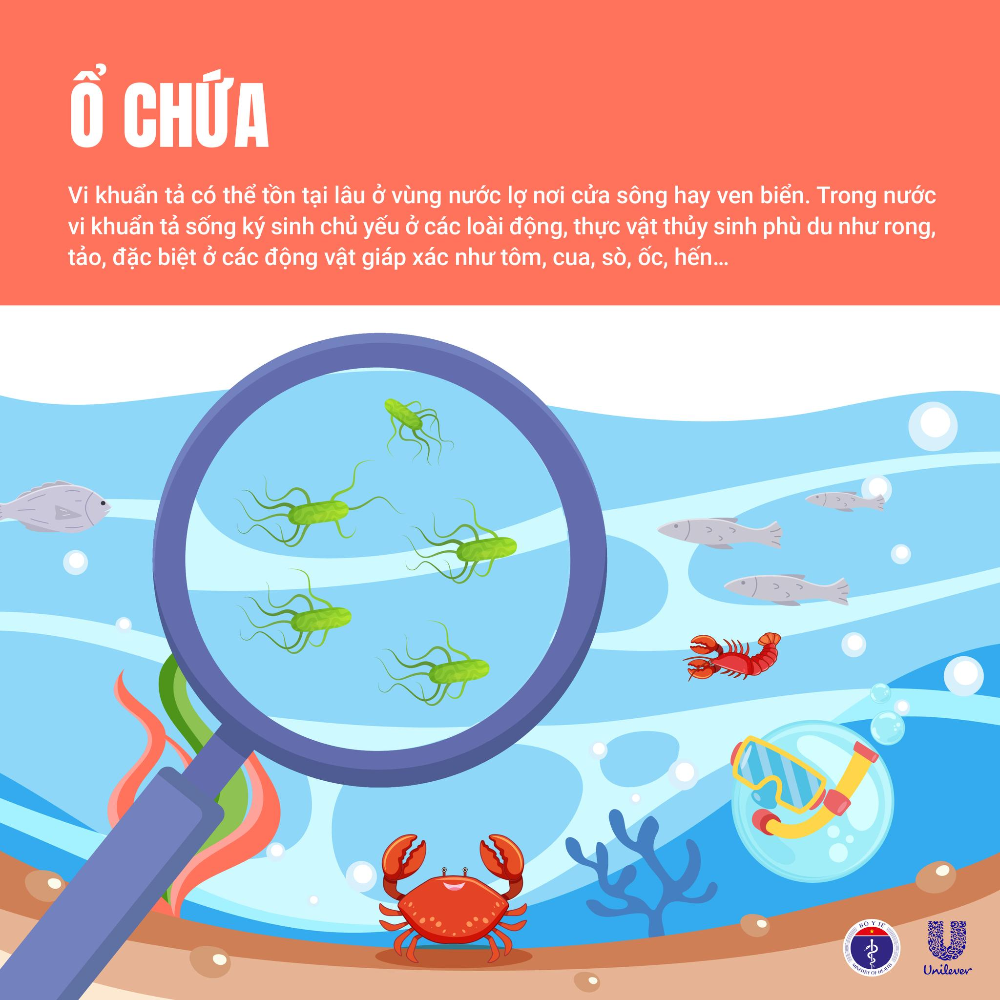 Ổ CHỨA
Vi khuẩn tả có thể tồn tại lâu ở vùng nước lợ nơi cửa sông hay ven biển. Trong nước
vi khuẩn tả sống ký sinh chủ yếu ở các loài động, thực vật thủy sinh phù du như rong,
tảo, đặc biệt ở các động vật giáp xác như tôm, cua, sò, ốc, hến...
BỘ Y TẾ
MINISTRY OF HEALTH
Unilever